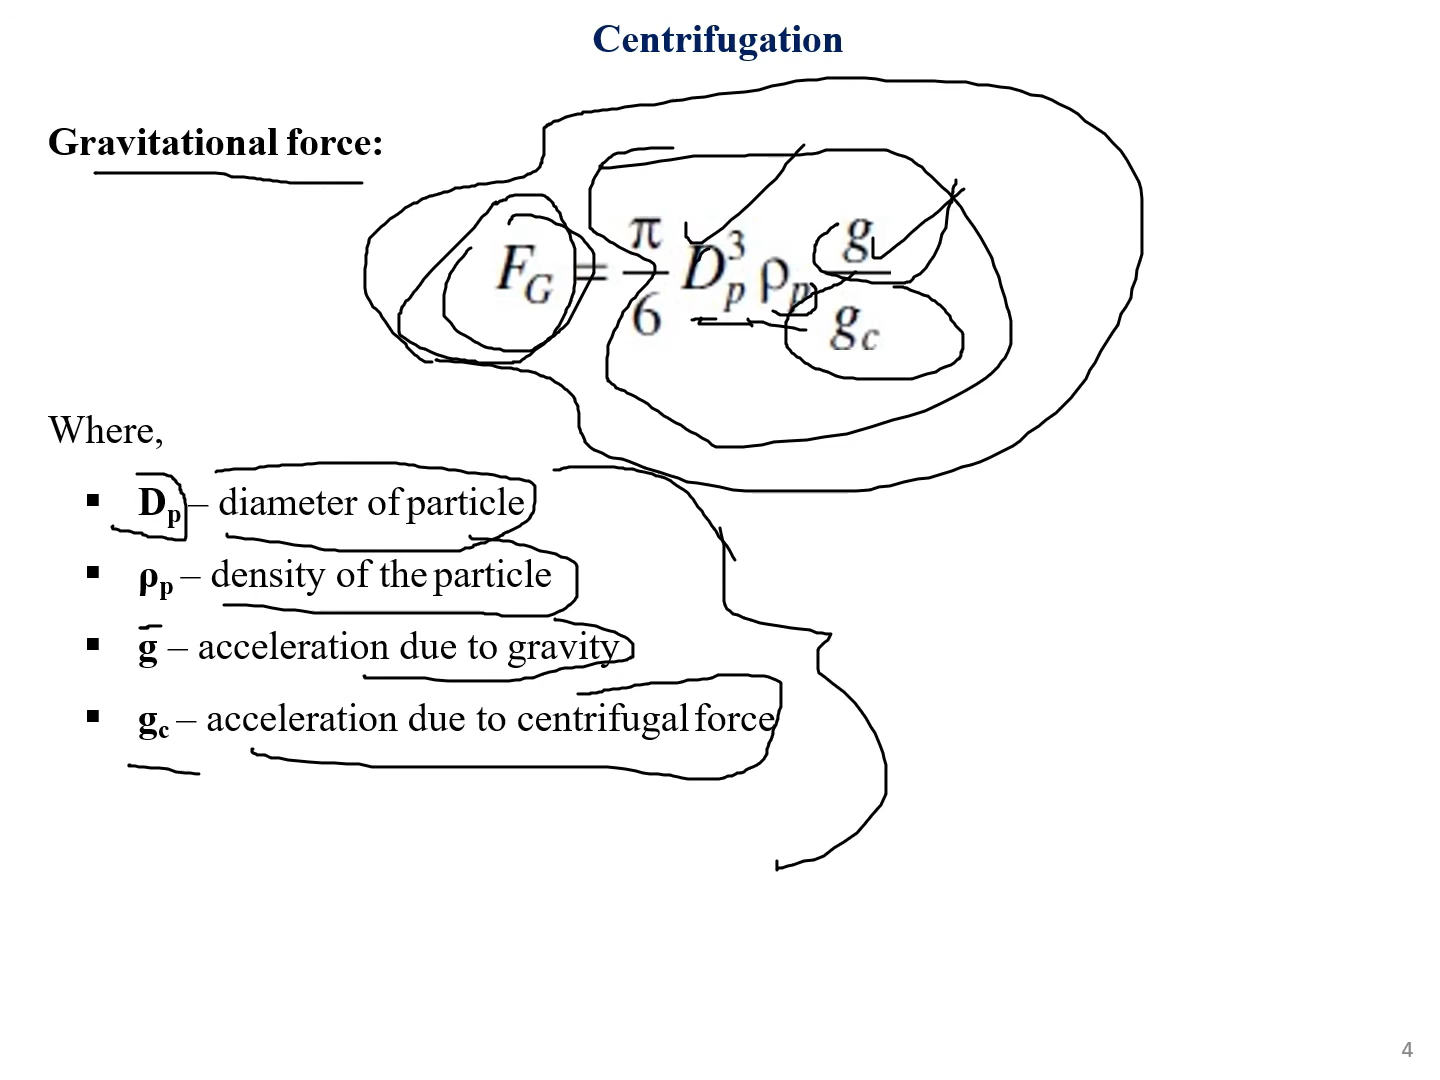 Centrifugation
Gravitational force:
F_G = π/6 D_p^3 ρ_p g/g_c
Where,
▪ D_p – diameter of particle
▪ ρ_p – density of the particle
▪ g – acceleration due to gravity
▪ g_c – acceleration due to centrifugal force
4